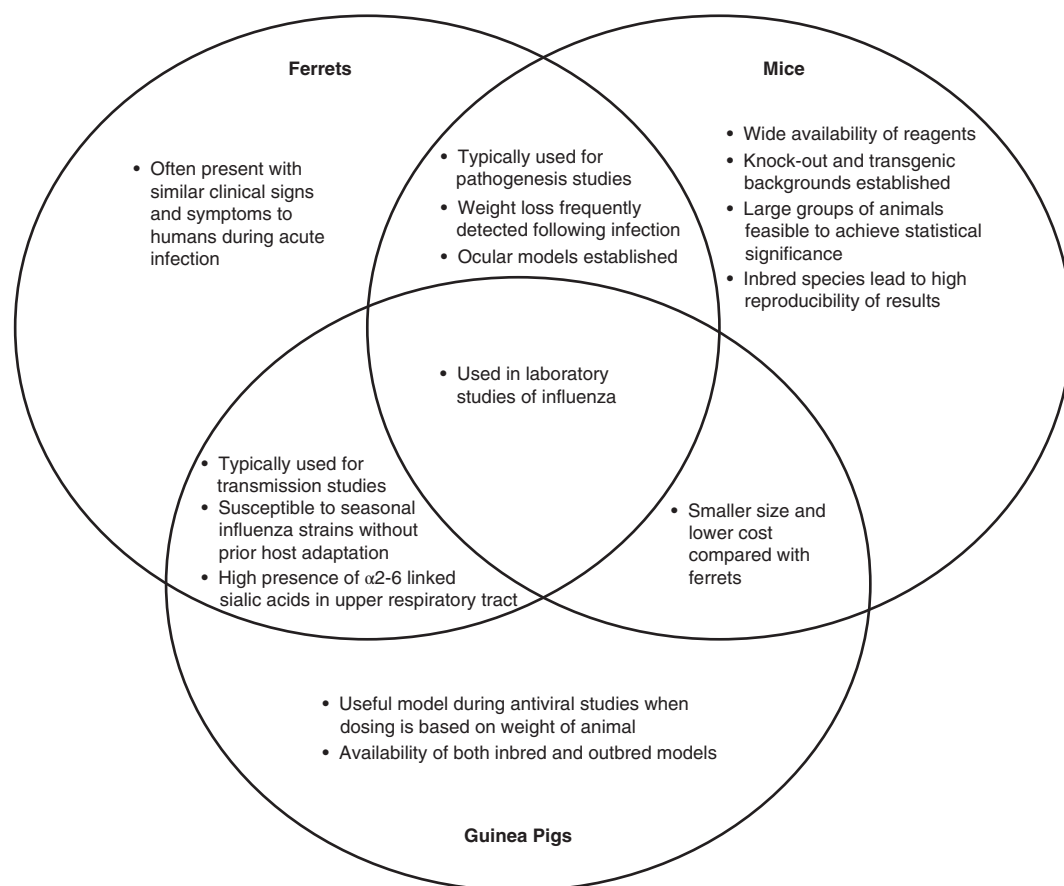 Ferrets
Mice
• Often present with
similar clinical signs
and symptoms to
humans during acute
infection
• Typically used for
pathogenesis studies
• Weight loss frequently
detected following infection
• Ocular models established
• Wide availability of reagents
• Knock-out and transgenic
backgrounds established
• Large groups of animals
feasible to achieve statistical
significance
• Inbred species lead to high
reproducibility of results
• Used in laboratory
studies of influenza
• Typically used for
transmission studies
• Susceptible to seasonal
influenza strains without
prior host adaptation
• High presence of α2-6 linked
sialic acids in upper respiratory tract
• Smaller size and
lower cost
compared with
ferrets
• Useful model during antiviral studies when
dosing is based on weight of animal
• Availability of both inbred and outbred models
Guinea Pigs